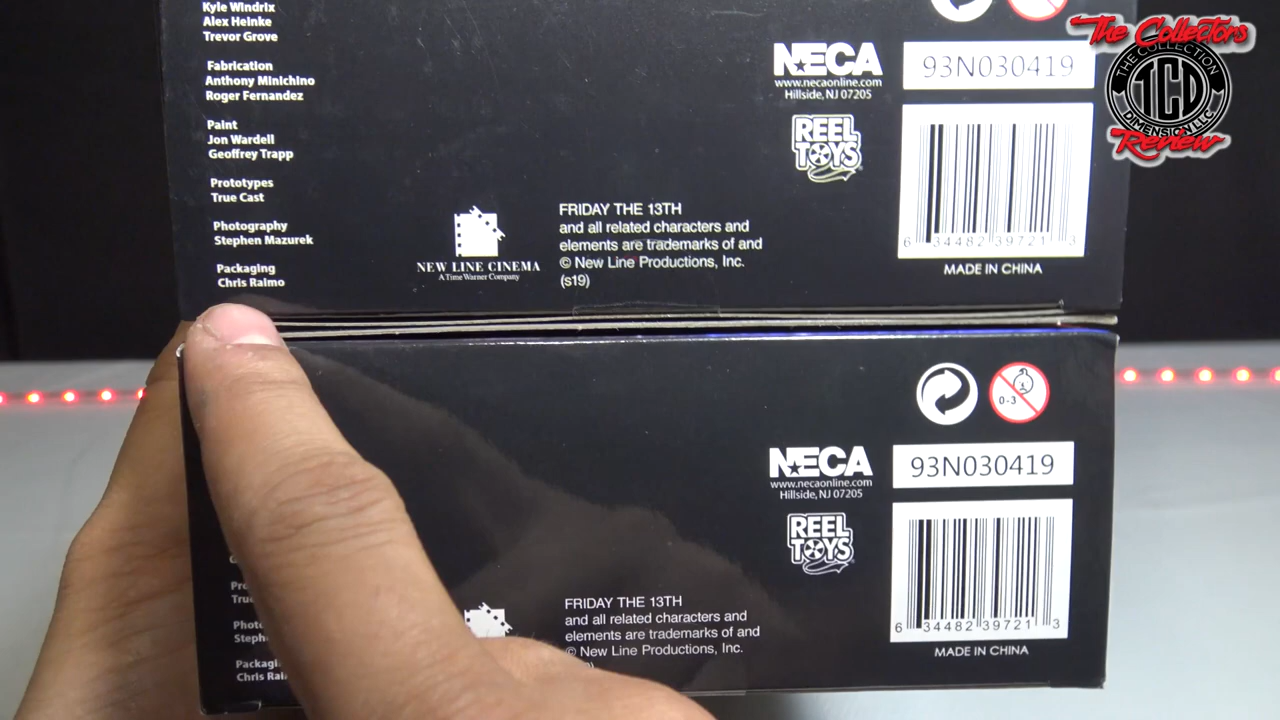 Kyle Windrix
Alex Heinke
Trevor Grove
Fabrication
Anthony Minichino
Roger Fernandez
Paint
Jon Wardell
Geoffrey Trapp
Prototypes
True Cast
Photography
Stephen Mazurek
Packaging
Chris Raimo
NEW LINE CINEMA
A Time Warner Company
FRIDAY THE 13TH
and all related characters and
elements are trademarks of and
© New Line Productions, Inc.
(s19)
NECA
www.necaonline.com
Hillside, NJ 07205
REEL
TOYS
93N030419
6 34482 39721 3
MADE IN CHINA
The Collectors
THE COLLECTION
TCD
DIMENSION LLC
Review
0-3
NECA
www.necaonline.com
Hillside, NJ 07205
REEL
TOYS
93N030419
6 34482 39721 3
MADE IN CHINA
FRIDAY THE 13TH
and all related characters and
elements are trademarks of and
© New Line Productions, Inc.
Chris